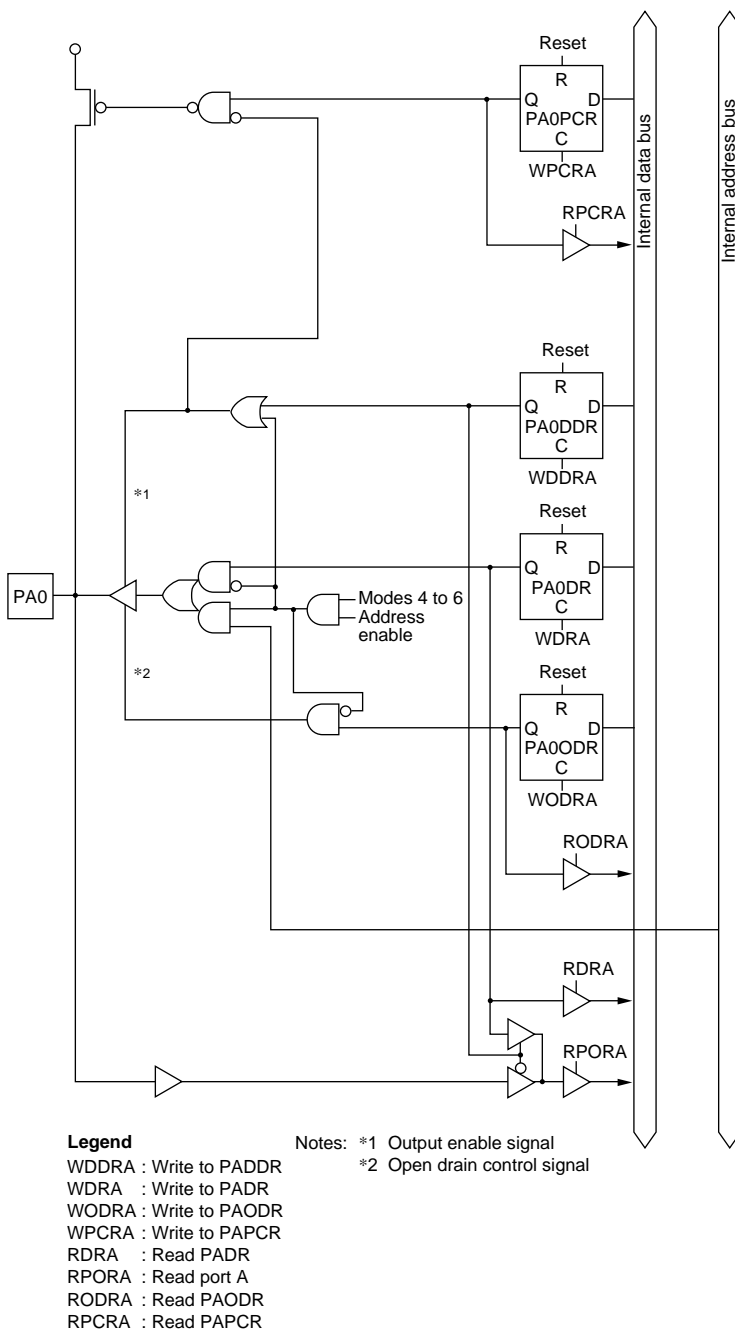 Reset
R
Q D
PA0PCR
C
WPCRA
RPCRA
Internal data bus
Internal address bus
Reset
R
Q D
PA0DDR
C
WDDRA
*1
Reset
R
Q D
PA0DR
C
WDRA
PA0
Modes 4 to 6
Address
enable
*2
Reset
R
Q D
PA0ODR
C
WODRA
RODRA
RDRA
RPORA
Legend
WDDRA : Write to PADDR
WDRA : Write to PADR
WODRA : Write to PAODR
WPCRA : Write to PAPCR
RDRA : Read PADR
RPORA : Read port A
RODRA : Read PAODR
RPCRA : Read PAPCR
Notes: *1 Output enable signal
*2 Open drain control signal